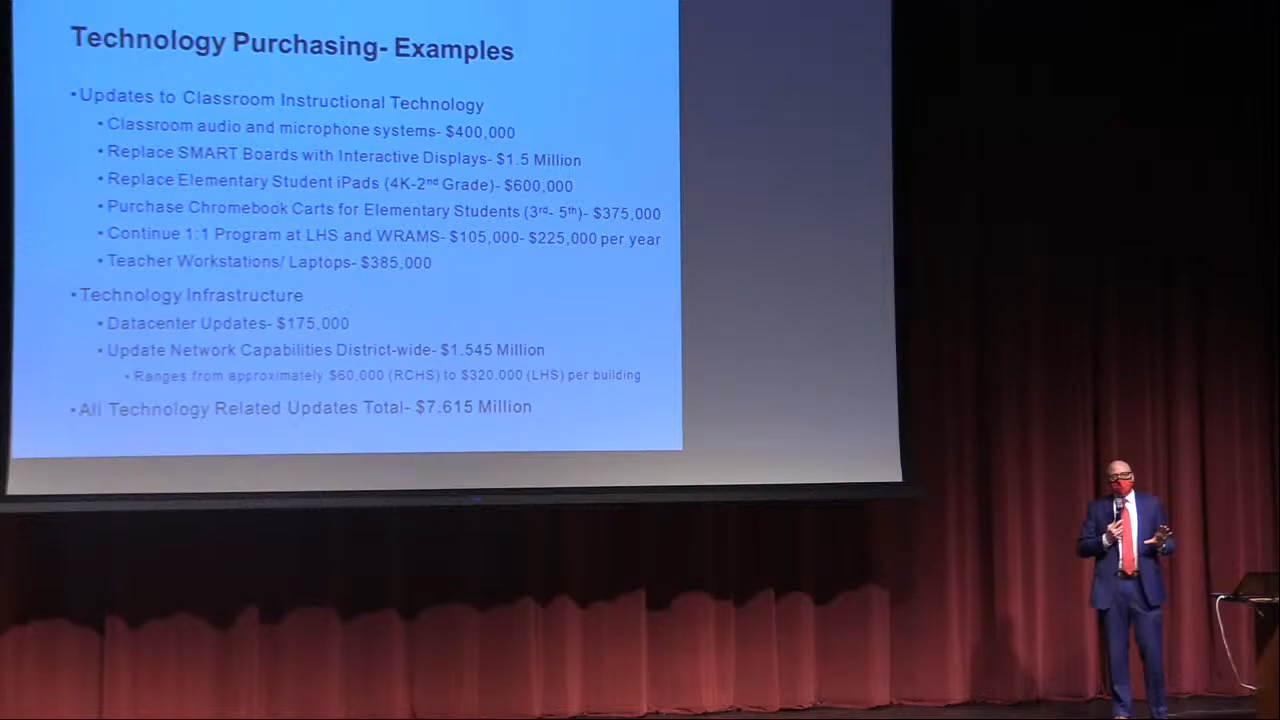 Technology Purchasing- Examples
•Updates to Classroom Instructional Technology
•Classroom audio and microphone systems- $400,000
•Replace SMART Boards with Interactive Displays- $1.5 Million
•Replace Elementary Student iPads (4K-2nd Grade)- $600,000
•Purchase Chromebook Carts for Elementary Students (3rd- 5th)- $375,000
•Continue 1:1 Program at LHS and WRAMS- $105,000- $225,000 per year
•Teacher Workstations/ Laptops- $385,000
•Technology Infrastructure
•Datacenter Updates- $175,000
•Update Network Capabilities District-wide- $1.545 Million
•Ranges from approximately $60,000 (RCHS) to $320.000 (LHS) per building
•All Technology Related Updates Total- $7.615 Million